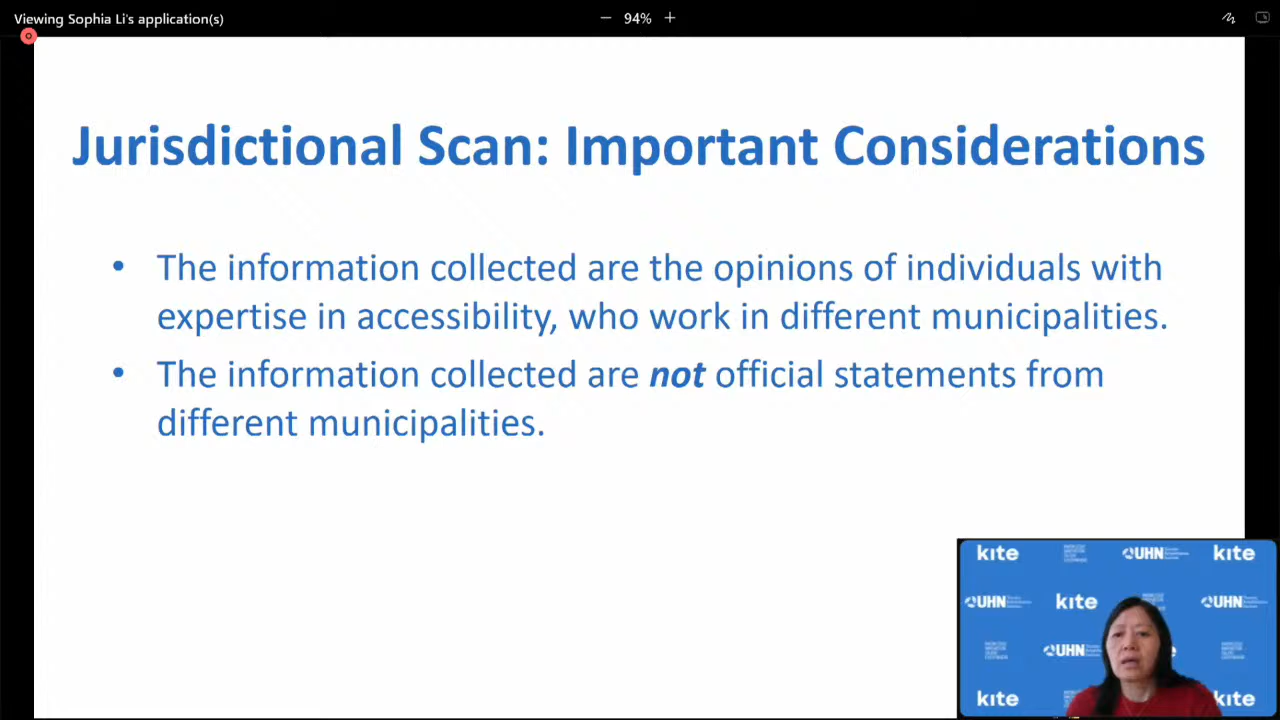 Viewing Sophia Li's application(s)
94%
Jurisdictional Scan: Important Considerations
• The information collected are the opinions of individuals with
expertise in accessibility, who work in different municipalities.
• The information collected are not official statements from
different municipalities.
kite UHN kite
UHN kite UHN
UHN
kite kite